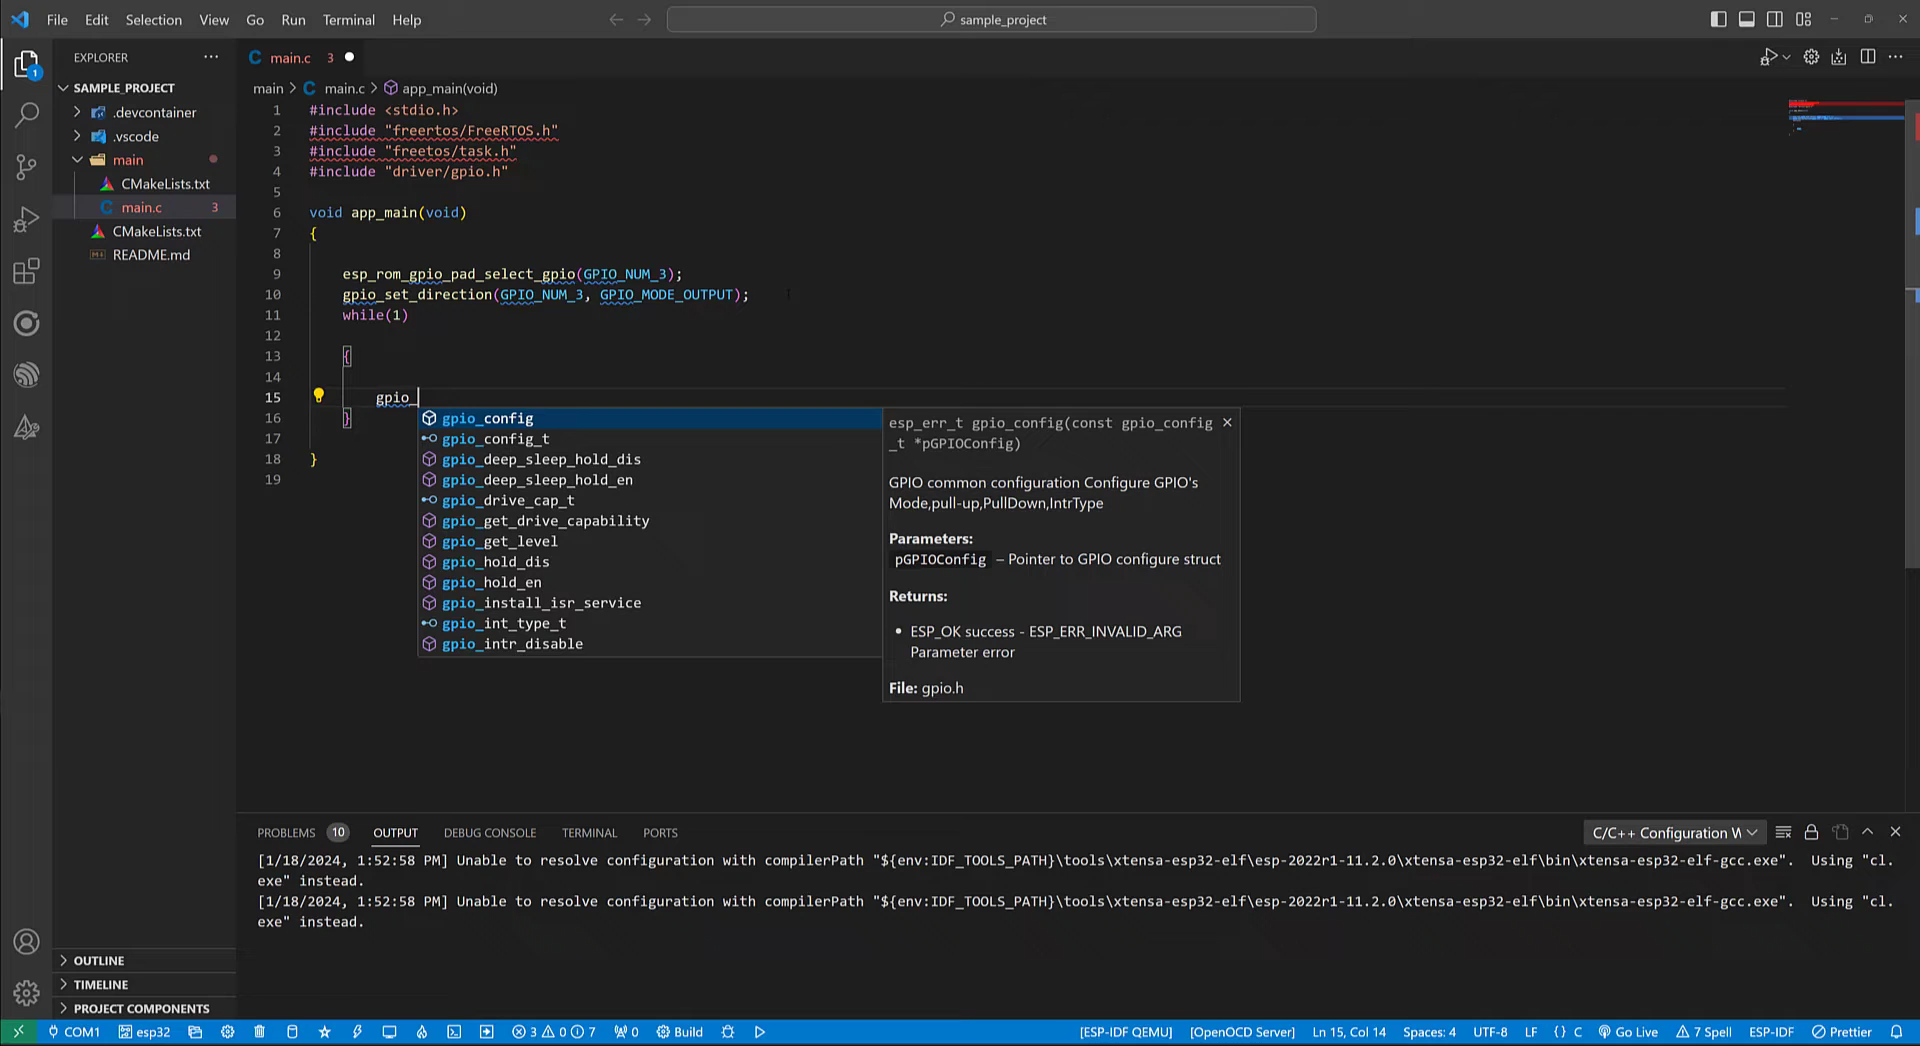 File Edit Selection View Go Run Terminal Help
sample_project
EXPLORER
SAMPLE_PROJECT
.devcontainer
.vscode
main
CMakeLists.txt
main.c 3
CMakeLists.txt
README.md
OUTLINE
TIMELINE
PROJECT COMPONENTS
1
main.c 3
main > main.c > app_main(void)
1 #include <stdio.h>
2 #include "freertos/FreeRTOS.h"
3 #include "freetos/task.h"
4 #include "driver/gpio.h"
5
6 void app_main(void)
7 {
8
9 esp_rom_gpio_pad_select_gpio(GPIO_NUM_3);
10 gpio_set_direction(GPIO_NUM_3, GPIO_MODE_OUTPUT);
11 while(1)
12
13 {
14
15 gpio_
16 }
17
18 }
19
gpio_config
gpio_config_t
gpio_deep_sleep_hold_dis
gpio_deep_sleep_hold_en
gpio_drive_cap_t
gpio_get_drive_capability
gpio_get_level
gpio_hold_dis
gpio_hold_en
gpio_install_isr_service
gpio_int_type_t
gpio_intr_disable
esp_err_t gpio_config(const gpio_config
_t *pGPIOConfig)
GPIO common configuration Configure GPIO's
Mode,pull-up,PullDown,IntrType
Parameters:
pGPIOConfig – Pointer to GPIO configure struct
Returns:
• ESP_OK success - ESP_ERR_INVALID_ARG
Parameter error
File: gpio.h
PROBLEMS 10 OUTPUT DEBUG CONSOLE TERMINAL PORTS
C/C++ Configuration W
[1/18/2024, 1:52:58 PM] Unable to resolve configuration with compilerPath "${env:IDF_TOOLS_PATH}\tools\xtensa-esp32-elf\esp-2022r1-11.2.0\xtensa-esp32-elf\bin\xtensa-esp32-elf-gcc.exe". Using "cl.
exe" instead.
[1/18/2024, 1:52:58 PM] Unable to resolve configuration with compilerPath "${env:IDF_TOOLS_PATH}\tools\xtensa-esp32-elf\esp-2022r1-11.2.0\xtensa-esp32-elf\bin\xtensa-esp32-elf-gcc.exe". Using "cl.
exe" instead.
COM1 esp32 3 0 7 0 Build [ESP-IDF QEMU] [OpenOCD Server] Ln 15, Col 14 Spaces: 4 UTF-8 LF {} C Go Live 7 Spell ESP-IDF Prettier